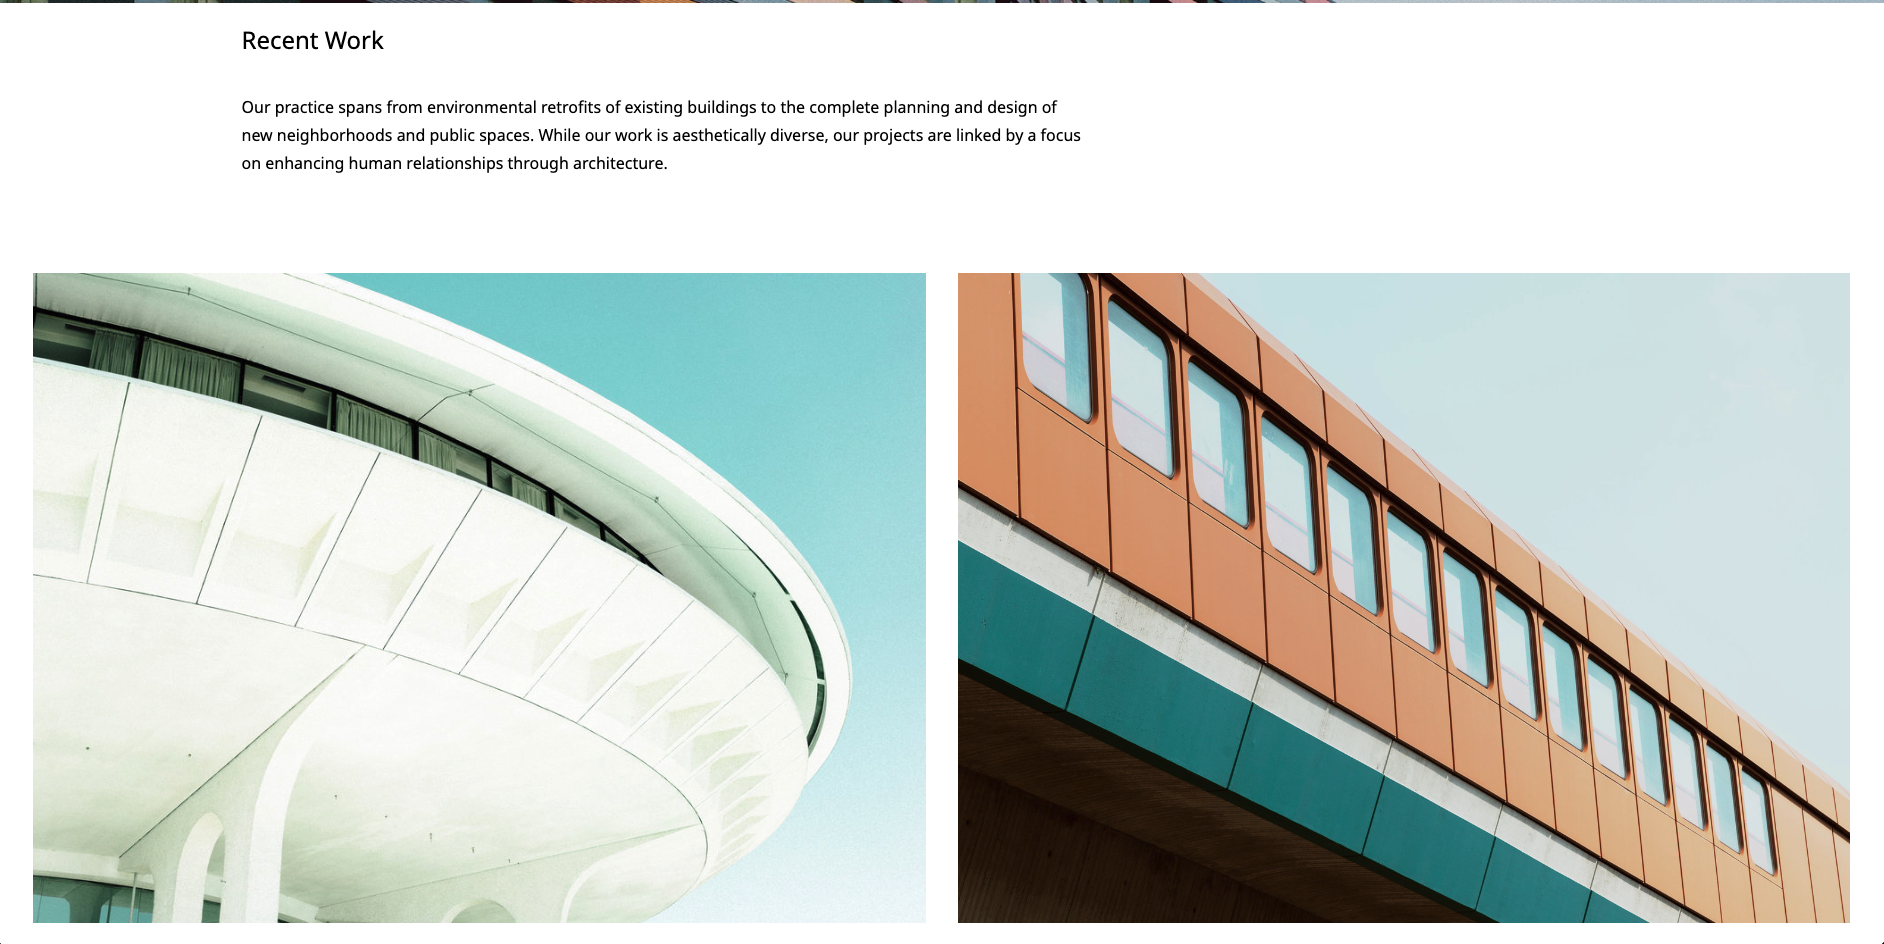 Recent Work
Our practice spans from environmental retrofits of existing buildings to the complete planning and design of
new neighborhoods and public spaces. While our work is aesthetically diverse, our projects are linked by a focus
on enhancing human relationships through architecture.